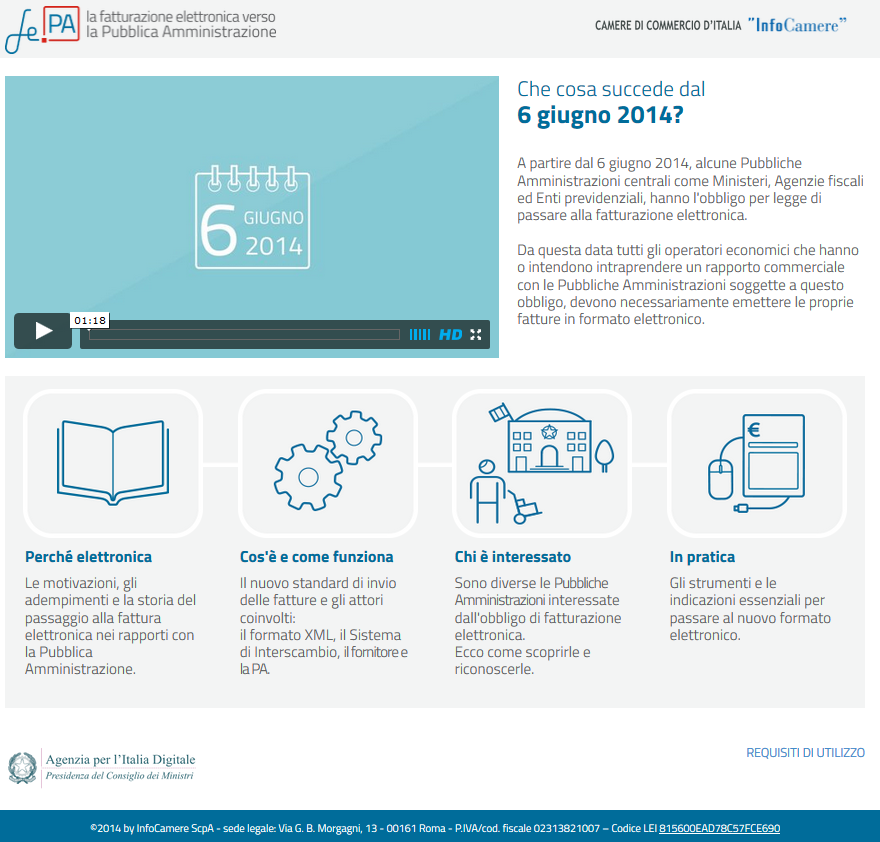 fe.PA
la fatturazione elettronica verso
la Pubblica Amministrazione
CAMERE DI COMMERCIO D'ITALIA
"InfoCamere"
6 GIUGNO
2014
01:18
HD
Che cosa succede dal
6 giugno 2014?
A partire dal 6 giugno 2014, alcune Pubbliche
Amministrazioni centrali come Ministeri, Agenzie fiscali
ed Enti previdenziali, hanno l'obbligo per legge di
passare alla fatturazione elettronica.
Da questa data tutti gli operatori economici che hanno
o intendono intraprendere un rapporto commerciale
con le Pubbliche Amministrazioni soggette a questo
obbligo, devono necessariamente emettere le proprie
fatture in formato elettronico.
€
Perché elettronica
Le motivazioni, gli
adempimenti e la storia del
passaggio alla fattura
elettronica nei rapporti con
la Pubblica
Amministrazione.
Cos'è e come funziona
Il nuovo standard di invio
delle fatture e gli attori
coinvolti:
il formato XML, il Sistema
di Interscambio, il fornitore e
la PA.
Chi è interessato
Sono diverse le Pubbliche
Amministrazioni interessate
dall'obbligo di fatturazione
elettronica.
Ecco come scoprirle e
riconoscerle.
In pratica
Gli strumenti e le
indicazioni essenziali per
passare al nuovo formato
elettronico.
Agenzia per l'Italia Digitale
Presidenza del Consiglio dei Ministri
REQUISITI DI UTILIZZO
©2014 by InfoCamere ScpA - sede legale: Via G. B. Morgagni, 13 - 00161 Roma - P.IVA/cod. fiscale 02313821007 – Codice LEI 815600EAD78C57FCE690